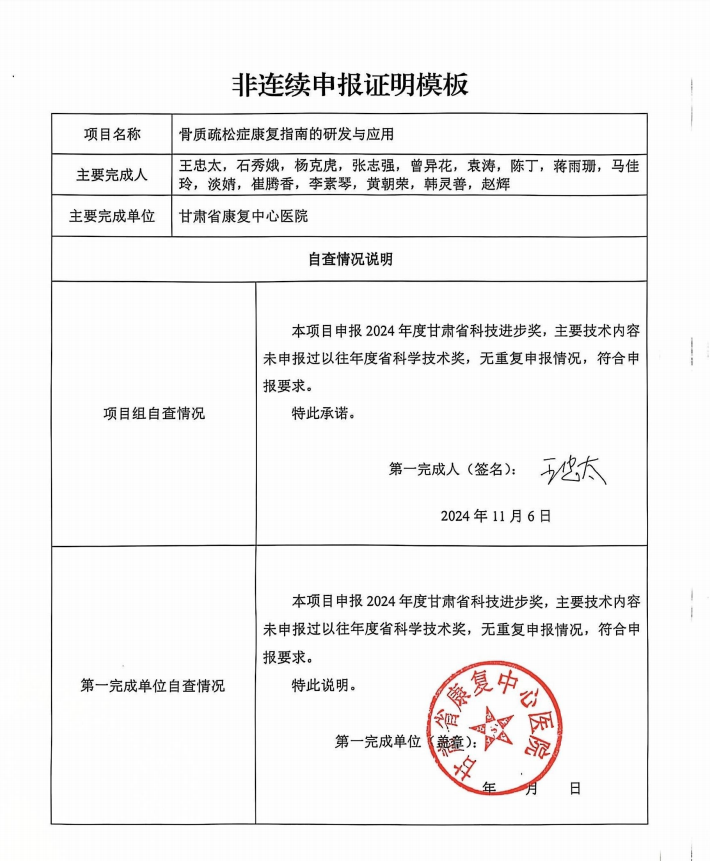 非连续申报证明模板
项目名称
骨质疏松症康复指南的研发与应用
主要完成人
王忠太，石秀娥，杨克虎，张志强，曾异花，袁涛，陈丁，蒋雨珊，马佳
玲，淡婧，崔腾香，李素琴，黄朝荣，韩灵善，赵辉
主要完成单位
甘肃省康复中心医院
自查情况说明
项目组自查情况
本项目申报 2024 年度甘肃省科技进步奖，主要技术内容
未申报过以往年度省科学技术奖，无重复申报情况，符合申
报要求。
特此承诺。
第一完成人（签名）： 王忠太
2024 年 11 月 6 日
第一完成单位自查情况
本项目申报 2024 年度甘肃省科技进步奖，主要技术内容
未申报过以往年度省科学技术奖，无重复申报情况，符合申
报要求。
特此说明。
第一完成单位（盖章）：
甘肃省康复中心医院
年 月 日